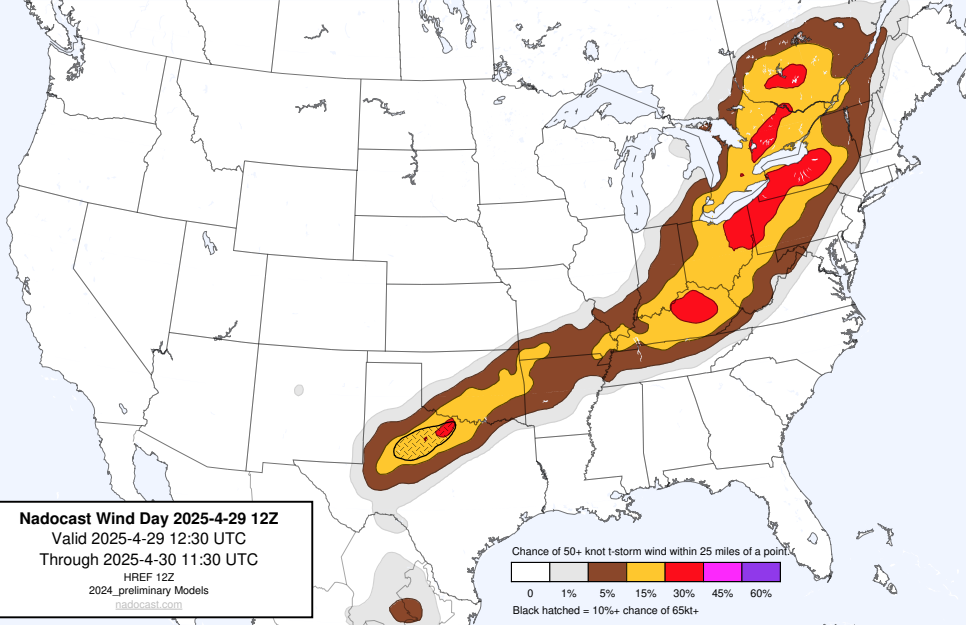 Nadocast Wind Day 2025-4-29 12Z
Valid 2025-4-29 12:30 UTC
Through 2025-4-30 11:30 UTC
HREF 12Z
2024_preliminary Models
nadocast.com
Chance of 50+ knot t-storm wind within 25 miles of a point.
0 1% 5% 15% 30% 45% 60%
Black hatched = 10%+ chance of 65kt+